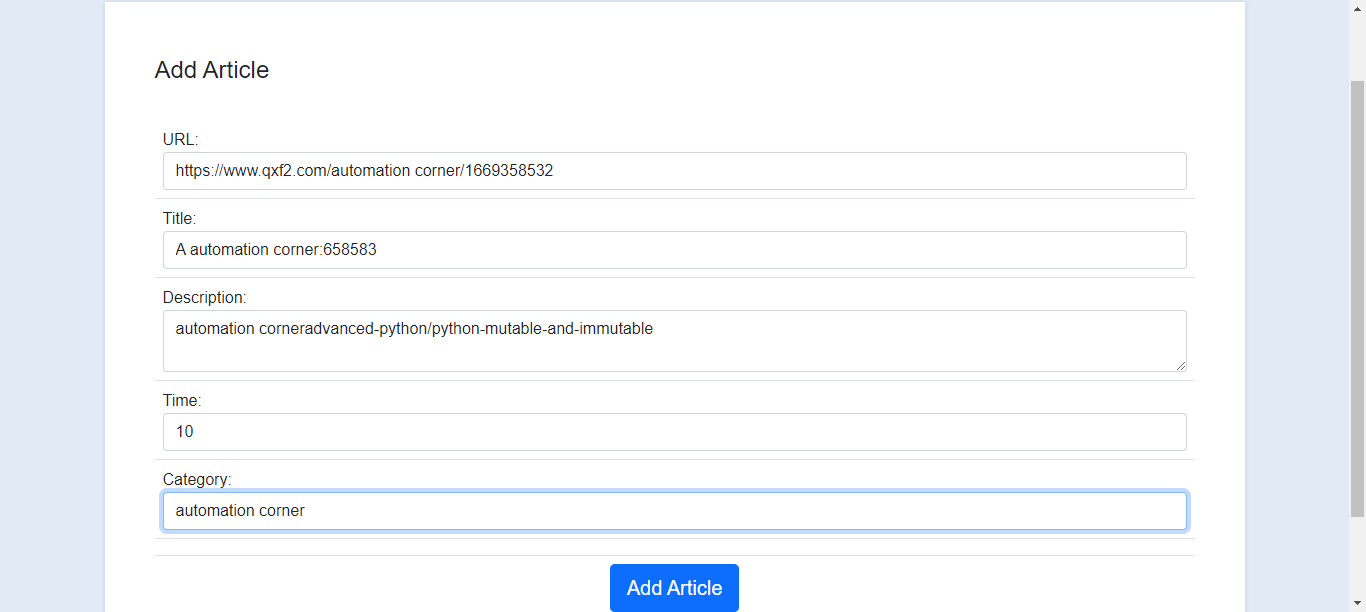 Add Article
URL:
https://www.qxf2.com/automation corner/1669358532
Title:
A automation corner:658583
Description:
automation corneradvanced-python/python-mutable-and-immutable
Time:
10
Category:
automation corner
Add Article